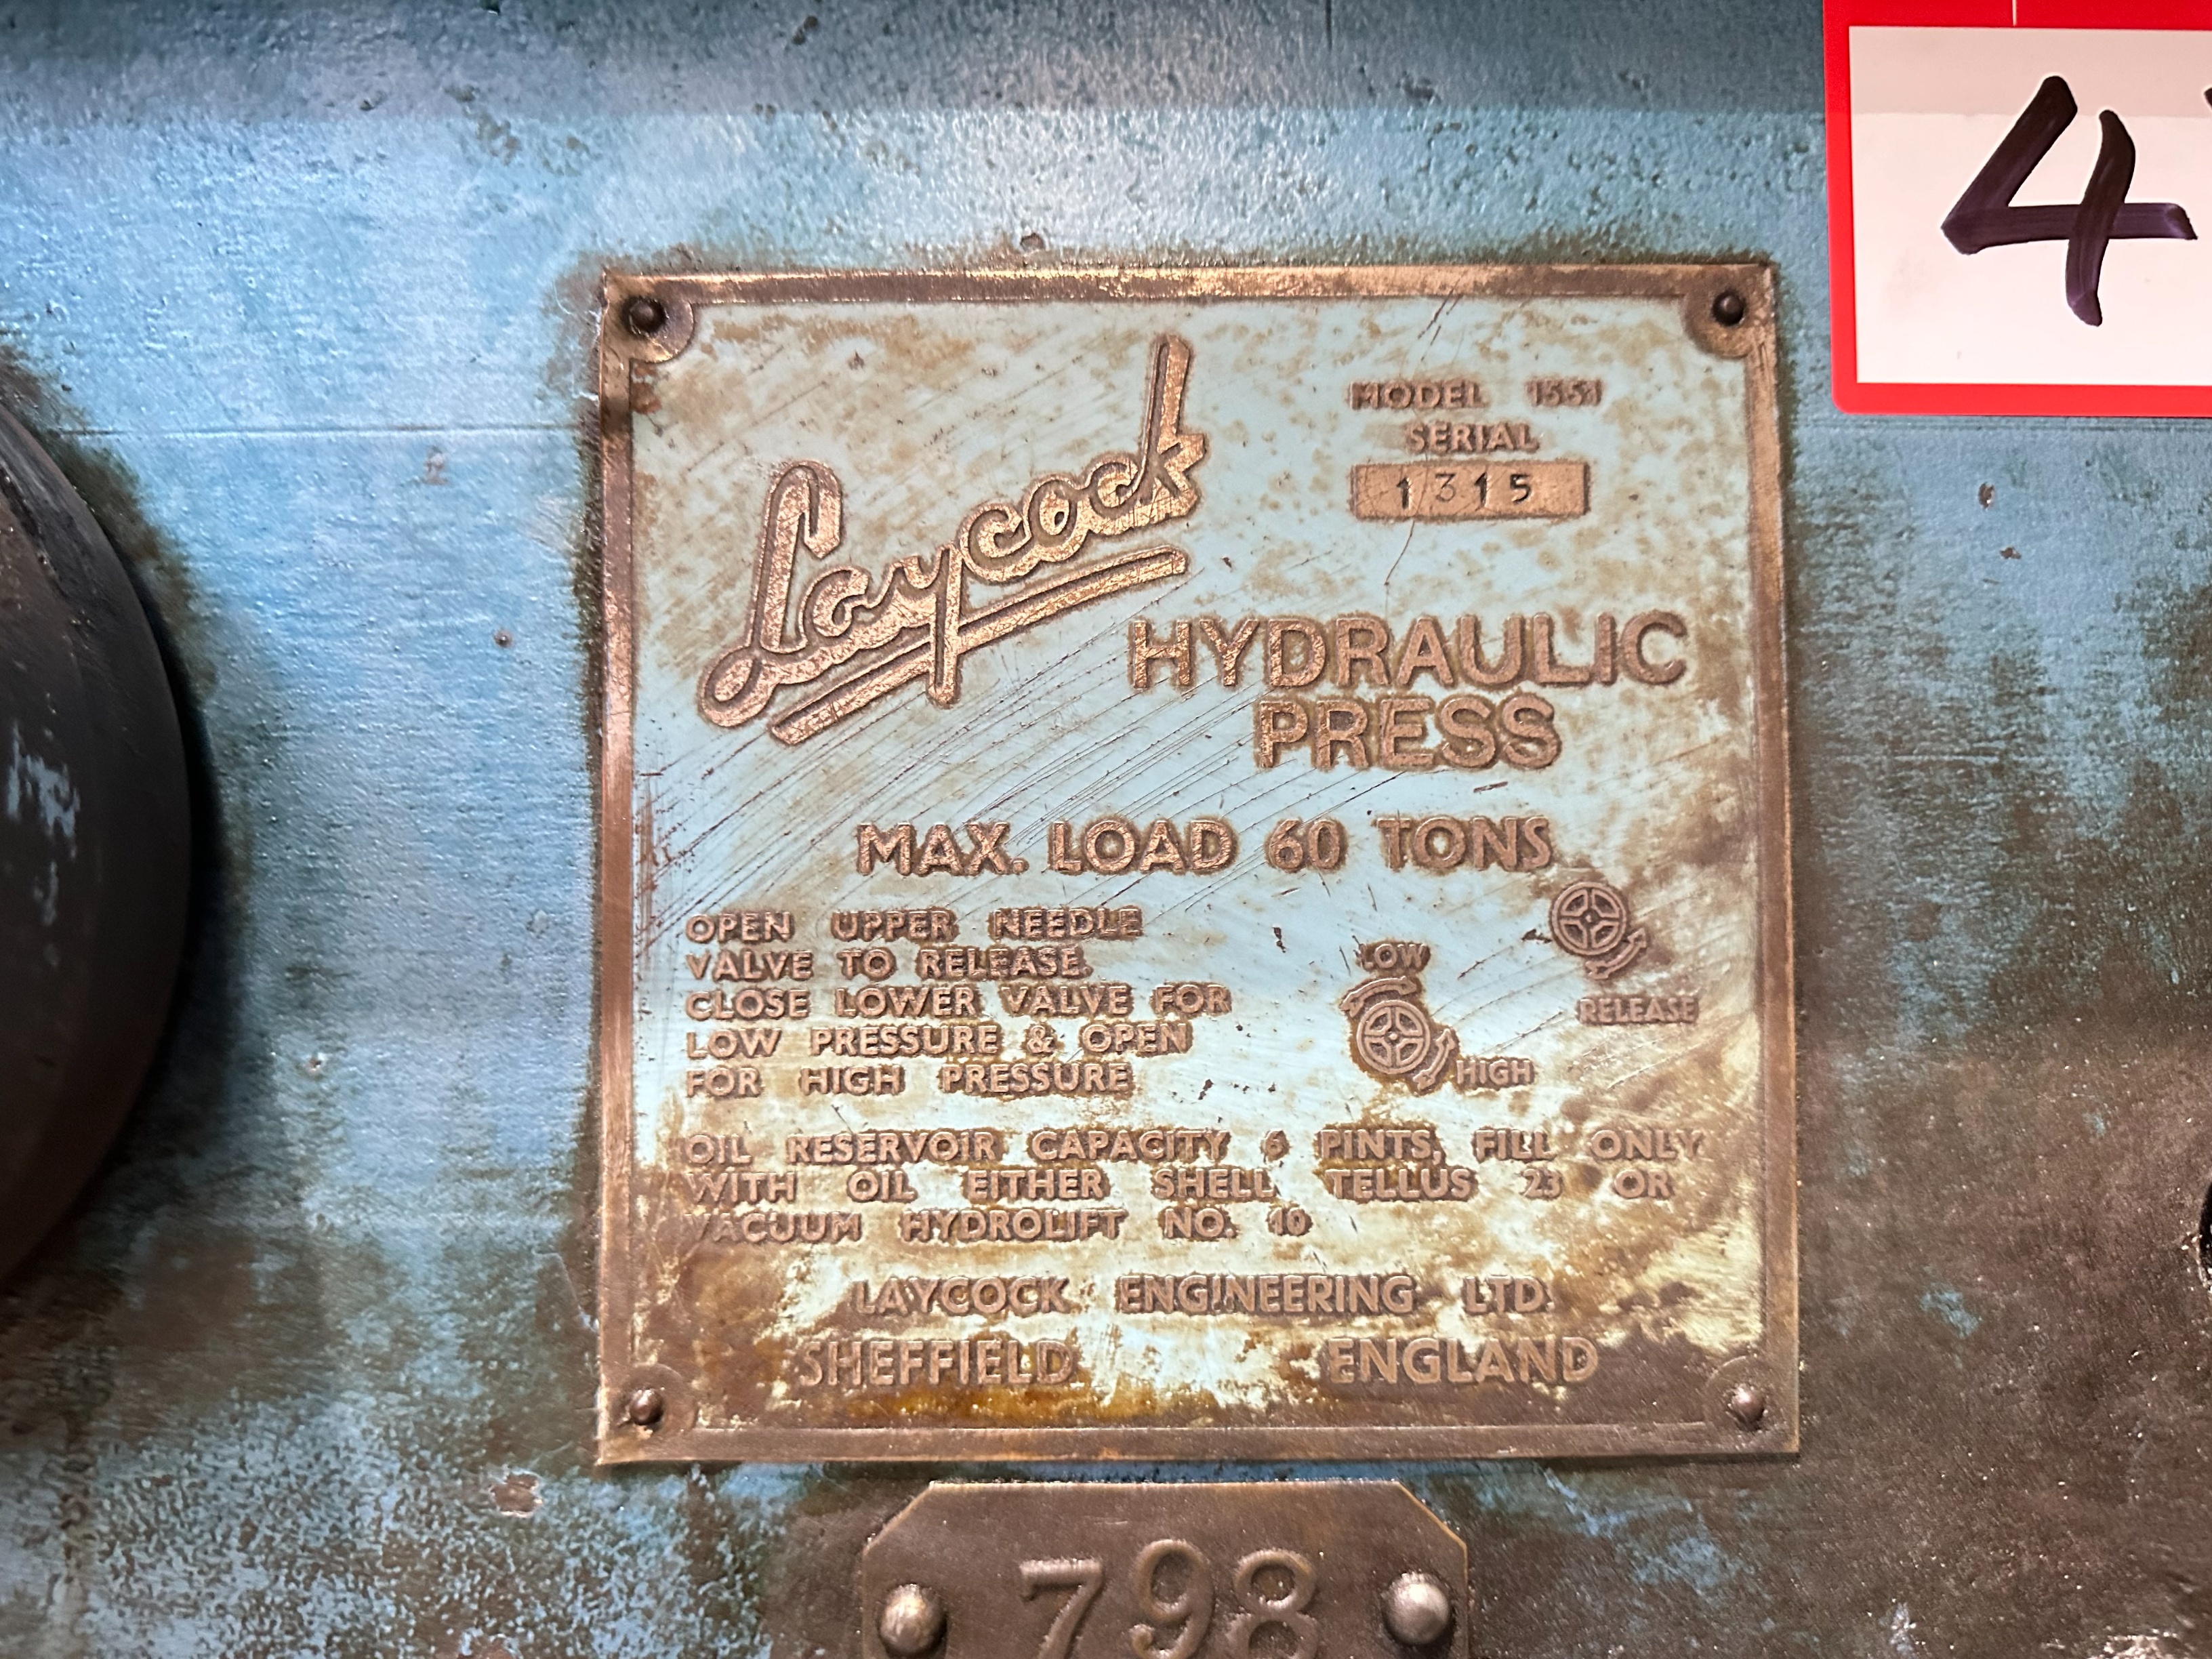 4
Laycock
MODEL 1551
SERIAL
1315
HYDRAULIC
PRESS
MAX. LOAD 60 TONS
OPEN UPPER NEEDLE
VALVE TO RELEASE.
CLOSE LOWER VALVE FOR
LOW PRESSURE & OPEN
FOR HIGH PRESSURE
LOW
HIGH
RELEASE
OIL RESERVOIR CAPACITY 6 PINTS, FILL ONLY
WITH OIL EITHER SHELL TELLUS 23 OR
VACUUM HYDROLIFT NO. 10
LAYCOCK ENGINEERING LTD.
SHEFFIELD ENGLAND
798